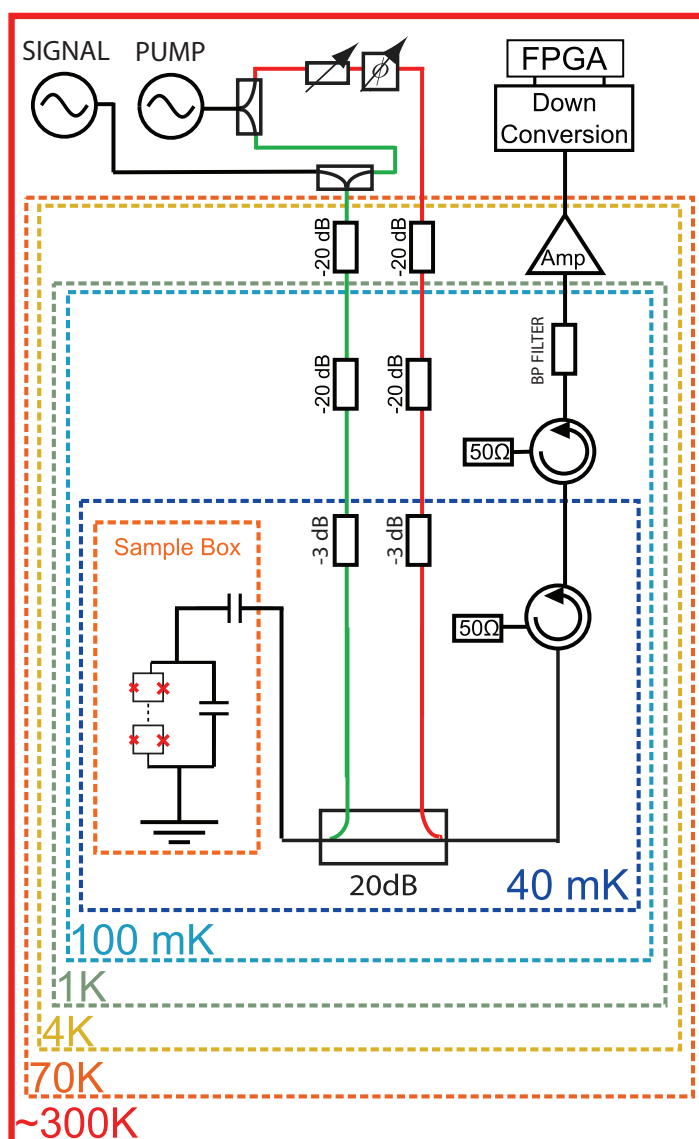 SIGNAL
PUMP
ϕ
FPGA
Down
Conversion
-20 dB
-20 dB
Amp
BP FILTER
-20 dB
-20 dB
50Ω
-3 dB
-3 dB
Sample Box
50Ω
20dB
40 mK
100 mK
1K
4K
70K
~300K